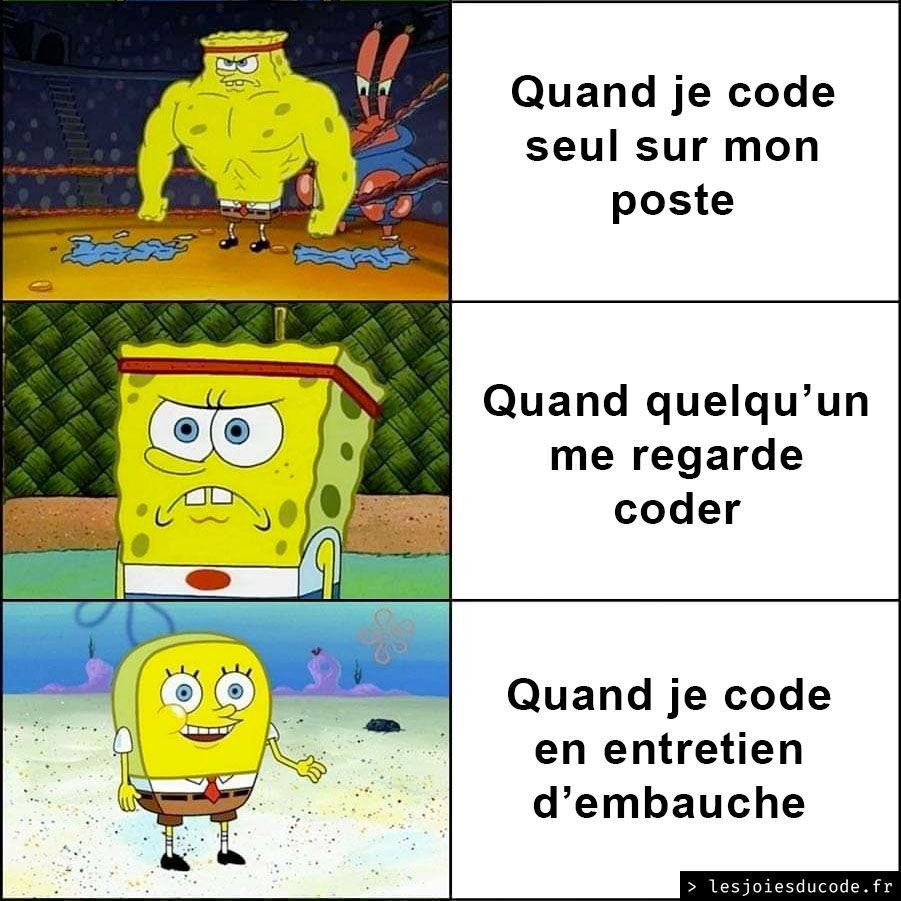 Quand je code
seul sur mon
poste
Quand quelqu’un
me regarde
coder
Quand je code
en entretien
d’embauche
> lesjoiesducode.fr